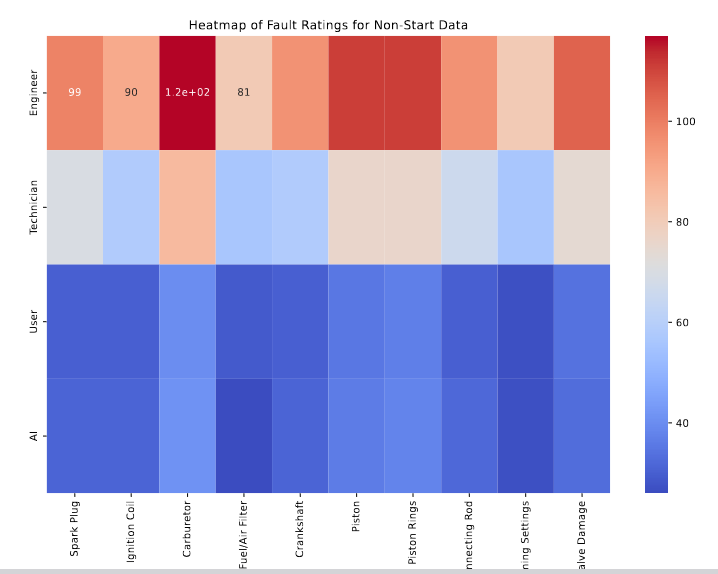 Heatmap of Fault Ratings for Non-Start Data
Engineer
99
90
1.2e+02
81
Technician
User
AI
100
80
60
40
Spark Plug
Ignition Coil
Carburetor
Fuel/Air Filter
Crankshaft
Piston
Piston Rings
nnecting Rod
ning Settings
alve Damage